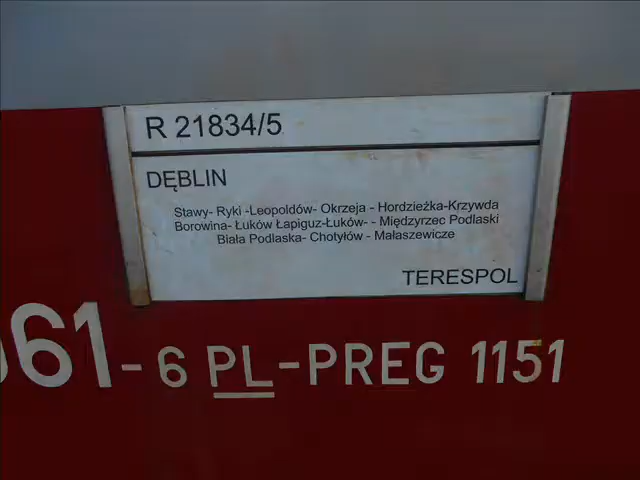 R 21834/5
DĘBLIN
Stawy- Ryki -Leopoldów- Okrzeja - Hordzieżka-Krzywda
Borowina- Łuków Łapiguz-Łuków- - Międzyrzec Podlaski
Biała Podlaska- Chotyłów - Małaszewicze
TERESPOL
61-6 PL-PREG 1151